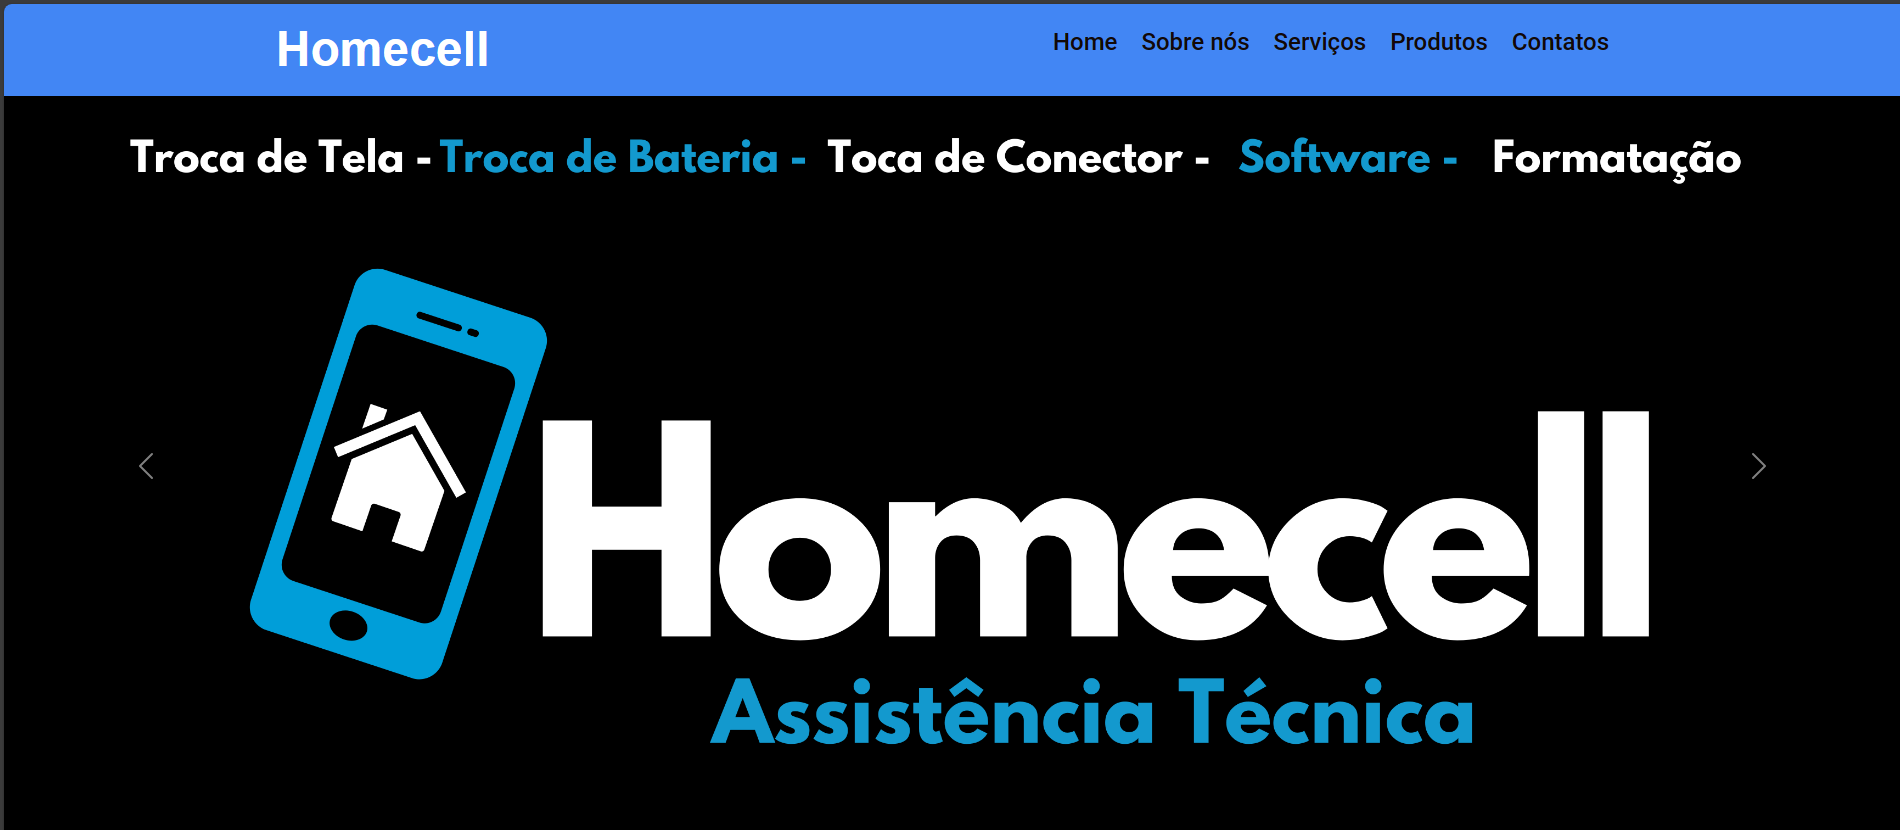 Homecell Home Sobre nós Serviços Produtos Contatos
Troca de Tela - Troca de Bateria - Toca de Conector - Software - Formatação
Homecell
Assistência Técnica